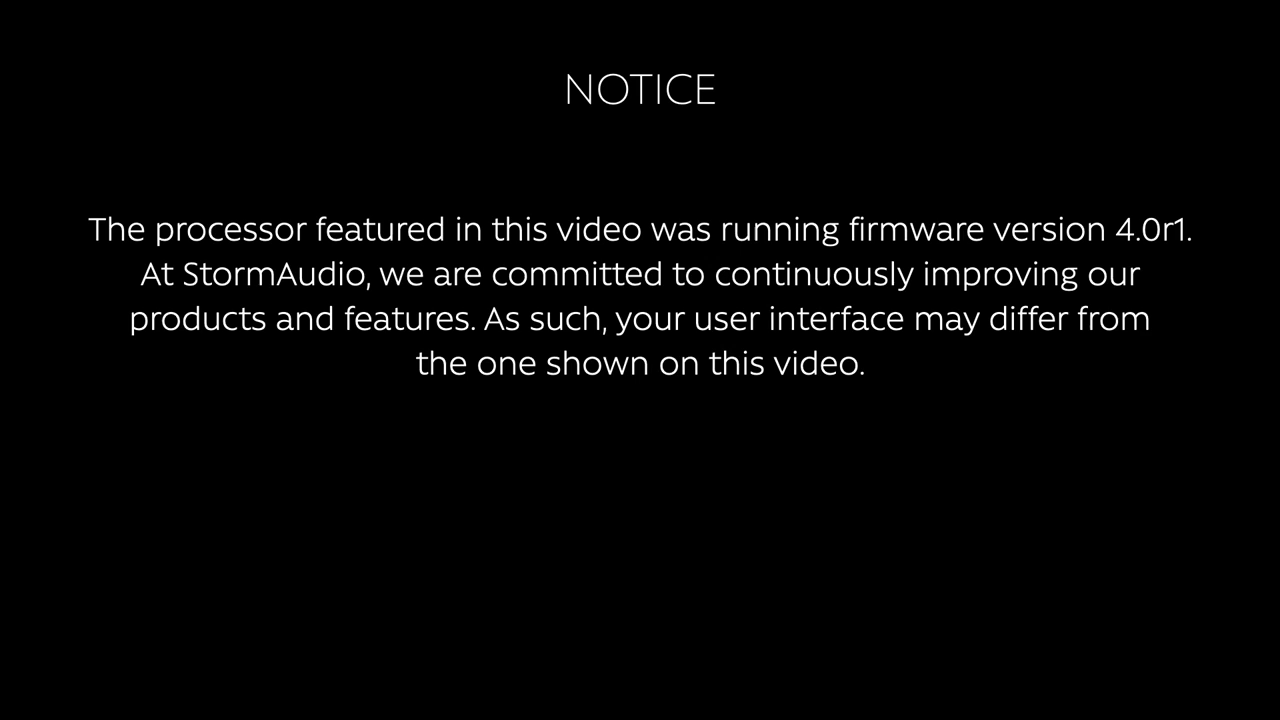 NOTICE
The processor featured in this video was running firmware version 4.0r1.
At StormAudio, we are committed to continuously improving our
products and features. As such, your user interface may differ from
the one shown on this video.